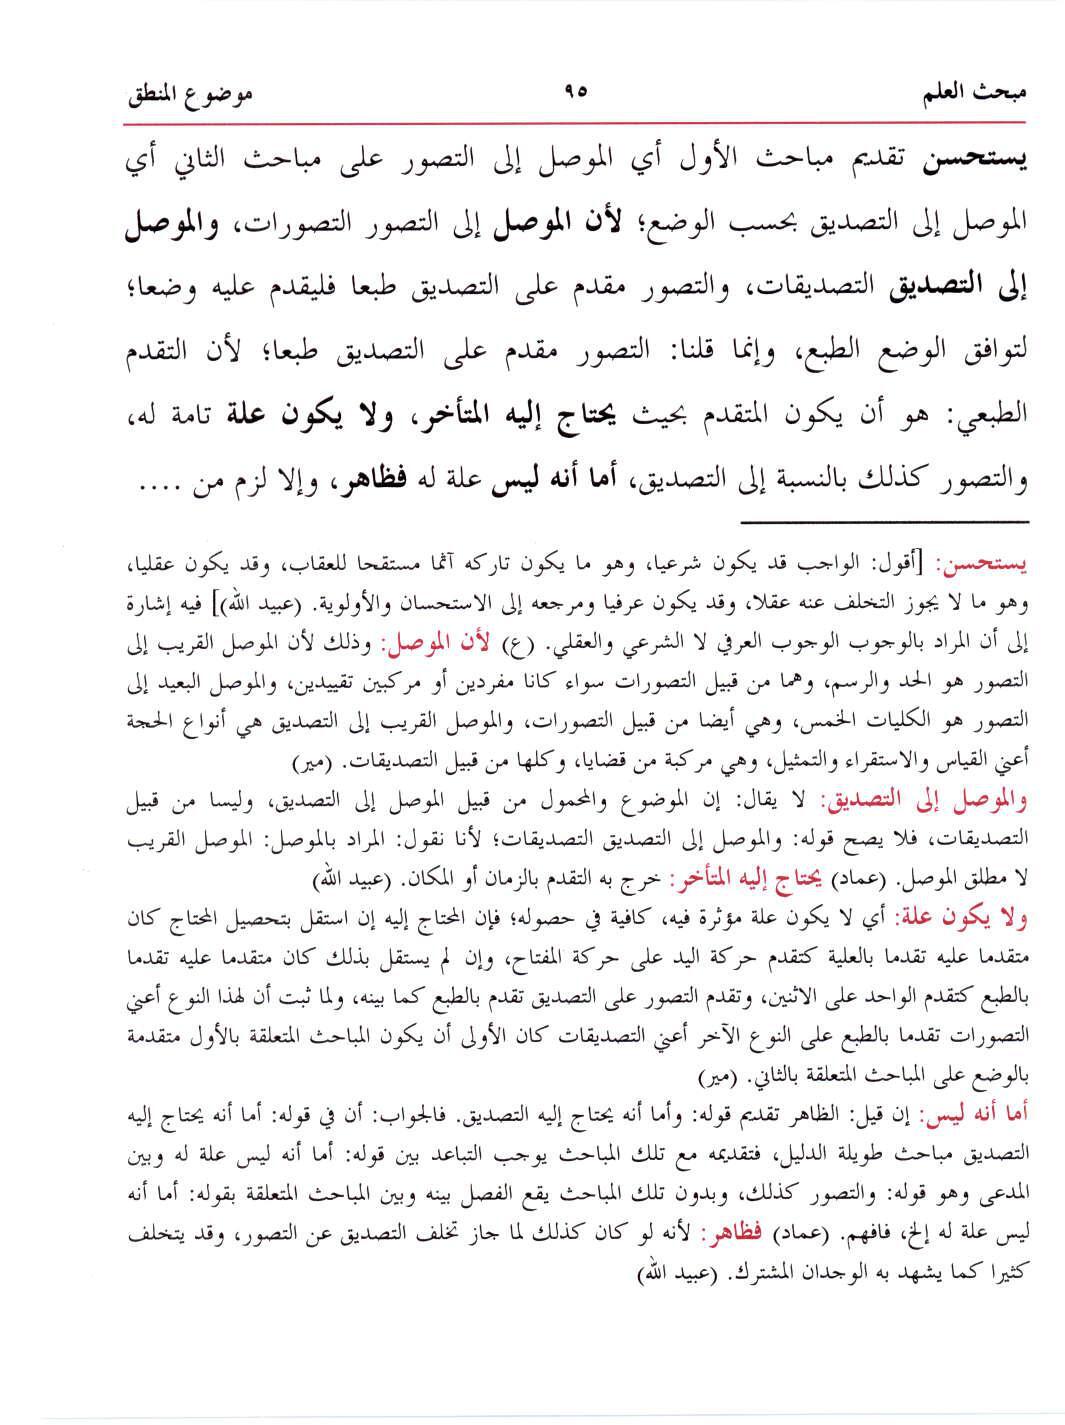 مبحث العلم ٩٥ موضوع المنطق
يستحسن تقديم مباحث الأول أي الموصل إلى التصور على مباحث الثاني أي
الموصل إلى التصديق بحسب الوضع؛ لأن الموصل إلى التصور التصورات، والموصل
إلى التصديق التصديقات، والتصور مقدم على التصديق طبعا فليقدم عليه وضعا؛
لتوافق الوضع الطبع، وإنما قلنا: التصور مقدم على التصديق طبعا؛ لأن التقدم
الطبعي: هو أن يكون المتقدم بحيث يحتاج إليه المتأخر، ولا يكون علة تامة له،
والتصور كذلك بالنسبة إلى التصديق، أما أنه ليس علة له فظاهر، وإلا لزم من ....
يستحسن: [أقول: الواجب قد يكون شرعيا، وهو ما يكون تاركه آثما مستقحا للعقاب، وقد يكون عقليا،
وهو ما لا يجوز التخلف عنه عقلا، وقد يكون عرفيا ومرجعه إلى الاستحسان والأولوية. (عبيد الله)] فيه إشارة
إلى أن المراد بالوجوب الوجوب العرفي لا الشرعي والعقلي. (ع) لأن الموصل: وذلك لأن الموصل القريب إلى
التصور هو الحد والرسم، وهما من قبيل التصورات سواء كانا مفردين أو مركبين تقييدين، والموصل البعيد إلى
التصور هو الكليات الخمس، وهي أيضا من قبيل التصورات، والموصل القريب إلى التصديق هي أنواع الحجة
أعني القياس والاستقراء والتمثيل، وهي مركبة من قضايا، وكلها من قبيل التصديقات. (مير)
والموصل إلى التصديق: لا يقال: إن الموضوع والمحمول من قبيل الموصل إلى التصديق، وليسا من قبيل
التصديقات، فلا يصح قوله: والموصل إلى التصديق التصديقات؛ لأنا نقول: المراد بالموصل: الموصل القريب
لا مطلق الموصل. (عماد) يحتاج إليه المتأخر: خرج به التقدم بالزمان أو المكان. (عبيد الله)
ولا يكون علة: أي لا يكون علة مؤثرة فيه، كافية في حصوله؛ فإن المحتاج إليه إن استقل بتحصيل المحتاج كان
متقدما عليه تقدما بالعلية كتقدم حركة اليد على حركة المفتاح، وإن لم يستقل بذلك كان متقدما عليه تقدما
بالطبع كتقدم الواحد على الاثنين، وتقدم التصور على التصديق تقدم بالطبع كما بينه، ولما ثبت أن لهذا النوع أعني
التصورات تقدما بالطبع على النوع الآخر أعني التصديقات كان الأولى أن يكون المباحث المتعلقة بالأول متقدمة
بالوضع على المباحث المتعلقة بالثاني. (مير)
أما أنه ليس: إن قيل: الظاهر تقديم قوله: وأما أنه يحتاج إليه التصديق. فالجواب: أن في قوله: أما أنه يحتاج إليه
التصديق مباحث طويلة الدليل، فتقديمه مع تلك المباحث يوجب التباعد بين قوله: أما أنه ليس علة له وبين
المدعى وهو قوله: والتصور كذلك، وبدون تلك المباحث يقع الفصل بينه وبين المباحث المتعلقة بقوله: أما أنه
ليس علة له إلخ، فافهم. (عماد) فظاهر: لأنه لو كان كذلك لما جاز تخلف التصديق عن التصور، وقد يتخلف
كثيرا كما يشهد به الوجدان المشترك. (عبيد الله)